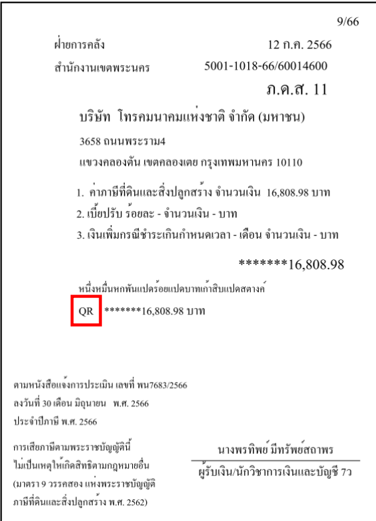 9/66
ฝ่ายการคลัง 12 ก.ค. 2566
สำนักงานเขตพระนคร 5001-1018-66/60014600
ภ.ด.ส. 11
บริษัท โทรคมนาคมแห่งชาติ จำกัด (มหาชน)
3658 ถนนพระราม4
แขวงคลองตัน เขตคลองเตย กรุงเทพมหานคร 10110
1. ค่าภาษีที่ดินและสิ่งปลูกสร้าง จำนวนเงิน 16,808.98 บาท
2. เบี้ยปรับ ร้อยละ - จำนวนเงิน - บาท
3. เงินเพิ่มกรณีชำระเกินกำหนดเวลา - เดือน จำนวนเงิน - บาท
*******16,808.98
หนึ่งหมื่นหกพันแปดร้อยแปดบาทเก้าสิบแปดสตางค์
QR *******16,808.98 บาท
ตามหนังสือแจ้งการประเมิน เลขที่ พน7683/2566
ลงวันที่ 30 เดือน มิถุนายน พ.ศ. 2566
ประจำปีภาษี พ.ศ. 2566
การเสียภาษีตามพระราชบัญญัตินี้
ไม่เป็นเหตุให้เกิดสิทธิตามกฎหมายอื่น
(มาตรา 9 วรรคสอง แห่งพระราชบัญญัติ
ภาษีที่ดินและสิ่งปลูกสร้าง พ.ศ. 2562)
นางพรทิพย์ มีทรัพย์สถาพร
ผู้รับเงิน/นักวิชาการเงินและบัญชี 7ว